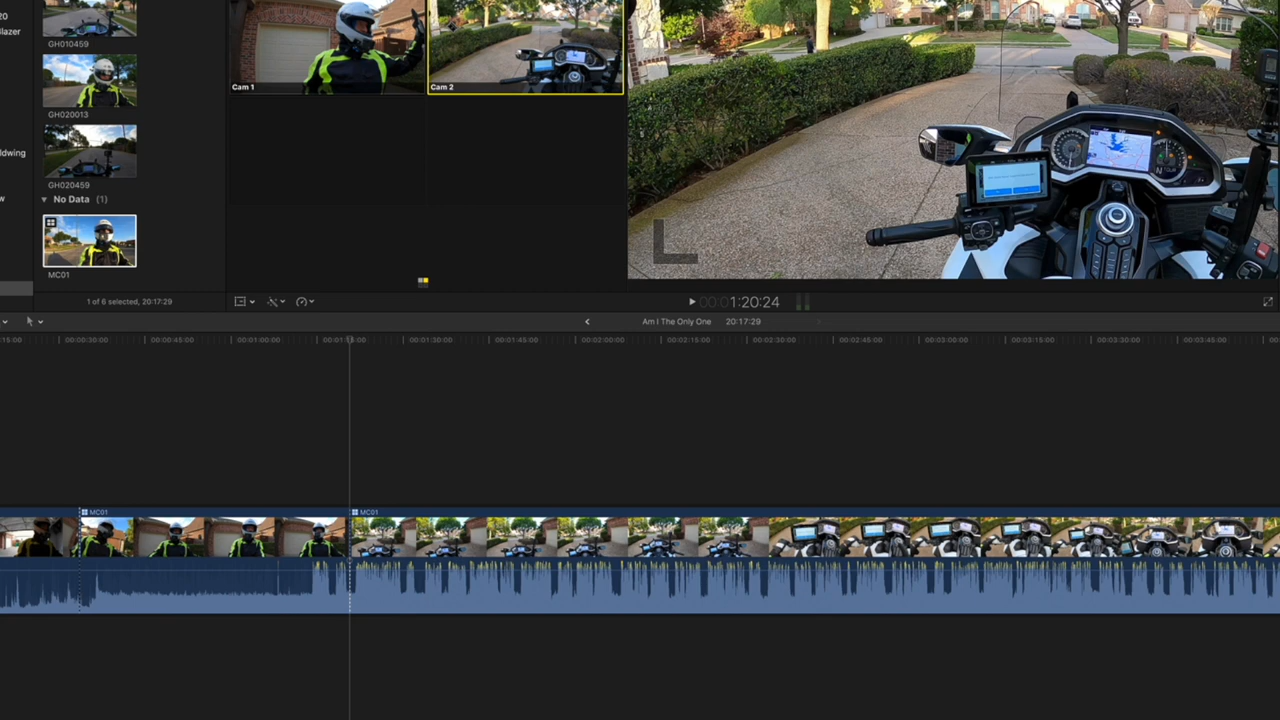 20
Blazer
GH010459
GH020013
ldwing
GH020459
▼ No Data (1)
MC01
1 of 6 selected, 20:17:29
Cam 1
Cam 2
00:00:1:20:24
Am I The Only One 20:17:29
:15:00 00:00:30:00 00:00:45:00 00:01:00:00 00:01:15:00 00:01:30:00 00:01:45:00 00:02:00:00 00:02:15:00 00:02:30:00 00:02:45:00 00:03:00:00 00:03:15:00 00:03:30:00 00:03:45:00 00
MC01
MC01